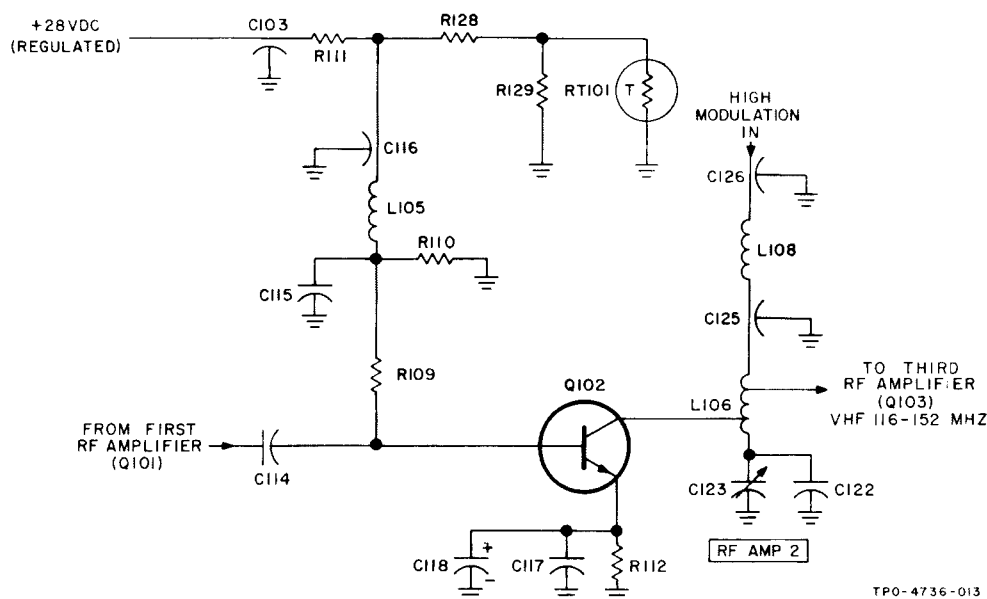 +28VDC
(REGULATED)
C103
R111
R128
R129
RT101
T
C116
L105
R110
C115
R109
HIGH
MODULATION
IN
C126
L108
C125
TO THIRD
RF AMPLIFIER
(Q103)
VHF 116-152 MHZ
L106
Q102
FROM FIRST
RF AMPLIFIER
(Q101)
C114
C123
C122
RF AMP 2
C118
+
-
C117
R112
TPO-4736-013